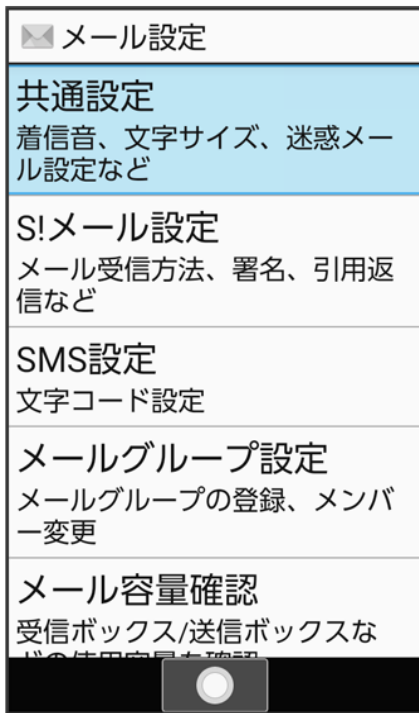 メール設定
共通設定
着信音、文字サイズ、迷惑メー
ル設定など
S!メール設定
メール受信方法、署名、引用返
信など
SMS設定
文字コード設定
メールグループ設定
メールグループの登録、メンバ
ー変更
メール容量確認
受信ボックス/送信ボックスな